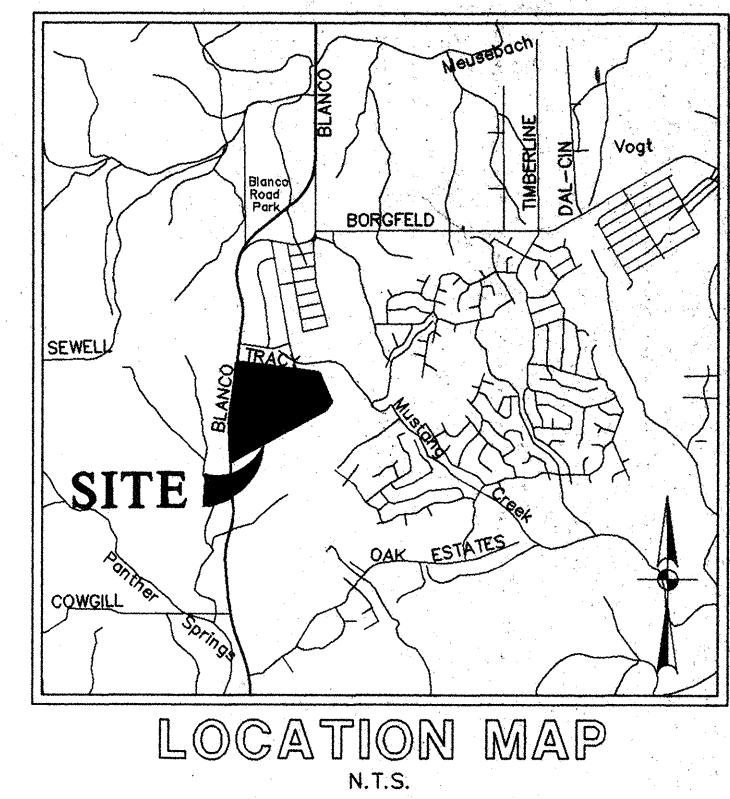 Meusebach
BLANCO
TIMBERLINE
DAL-CIN
Vogt
Blanco
Road
Park
BORGFELD
SEWELL
TRACY
BLANCO
Mustang
Creek
SITE
OAK ESTATES
Panther
Springs
COWGILL
LOCATION MAP
N.T.S.